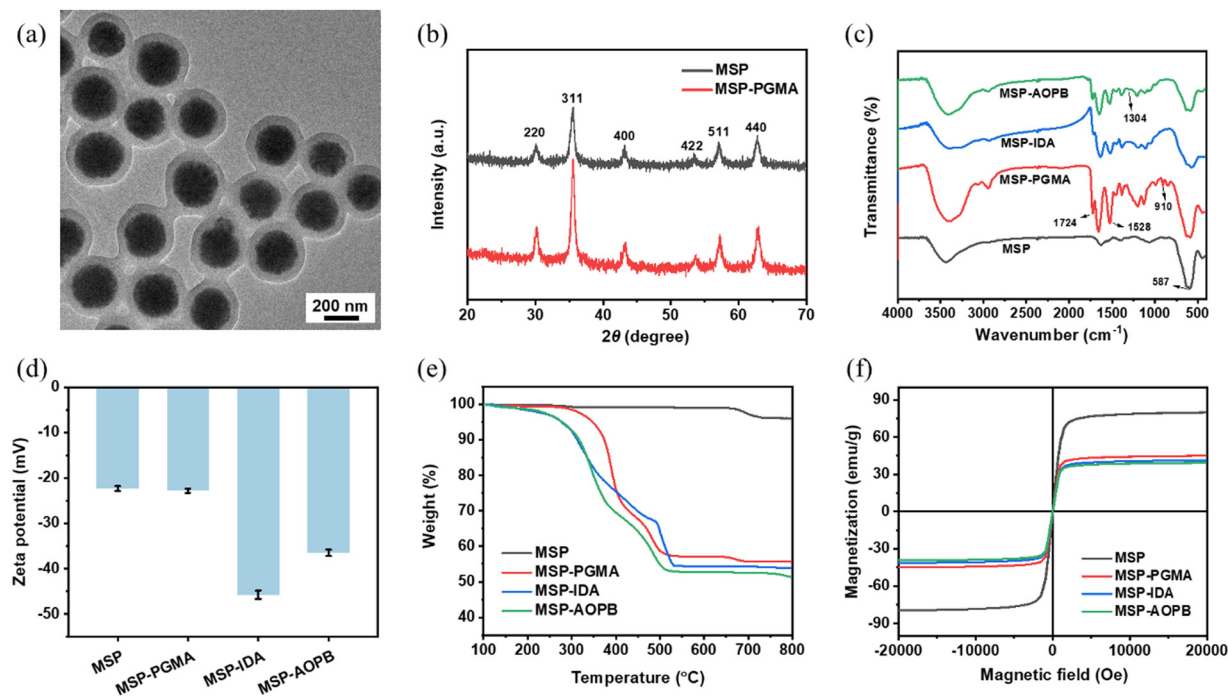 (a)
200 nm
(b)
Intensity (a.u.)
MSP
MSP-PGMA
220
311
400
422
511
440
20
30
40
50
60
70
2θ (degree)
(c)
Transmittance (%)
MSP-AOPB
1304
MSP-IDA
MSP-PGMA
910
1724
1528
MSP
587
4000
3500
3000
2500
2000
1500
1000
500
Wavenumber (cm⁻¹)
(d)
Zeta potential (mV)
0
-10
-20
-30
-40
-50
MSP
MSP-PGMA
MSP-IDA
MSP-AOPB
(e)
Weight (%)
100
90
80
70
60
50
40
30
MSP
MSP-PGMA
MSP-IDA
MSP-AOPB
100
200
300
400
500
600
700
800
Temperature (°C)
(f)
Magnetization (emu/g)
90
60
30
0
-30
-60
-90
MSP
MSP-PGMA
MSP-IDA
MSP-AOPB
-20000
-10000
0
10000
20000
Magnetic field (Oe)